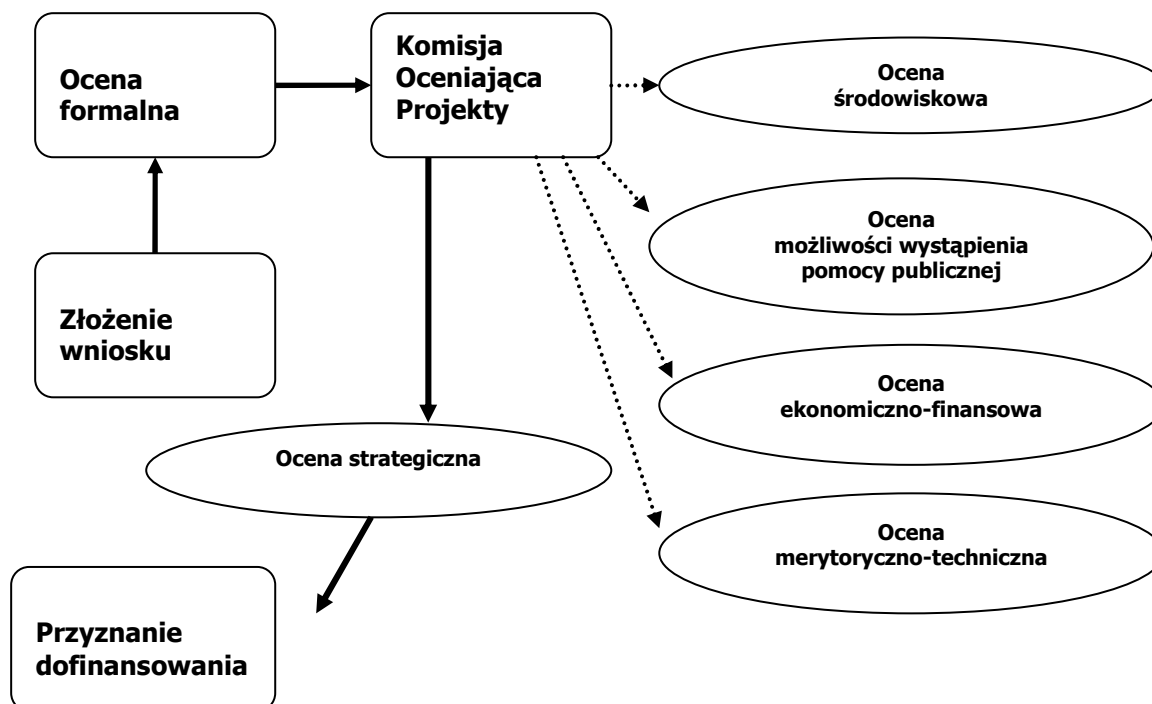 Ocena
formalna
Komisja
Oceniająca
Projekty
Ocena
środowiskowa
Ocena
możliwości wystąpienia
pomocy publicznej
Złożenie
wniosku
Ocena
ekonomiczno-finansowa
Ocena strategiczna
Ocena
merytoryczno-techniczna
Przyznanie
dofinansowania